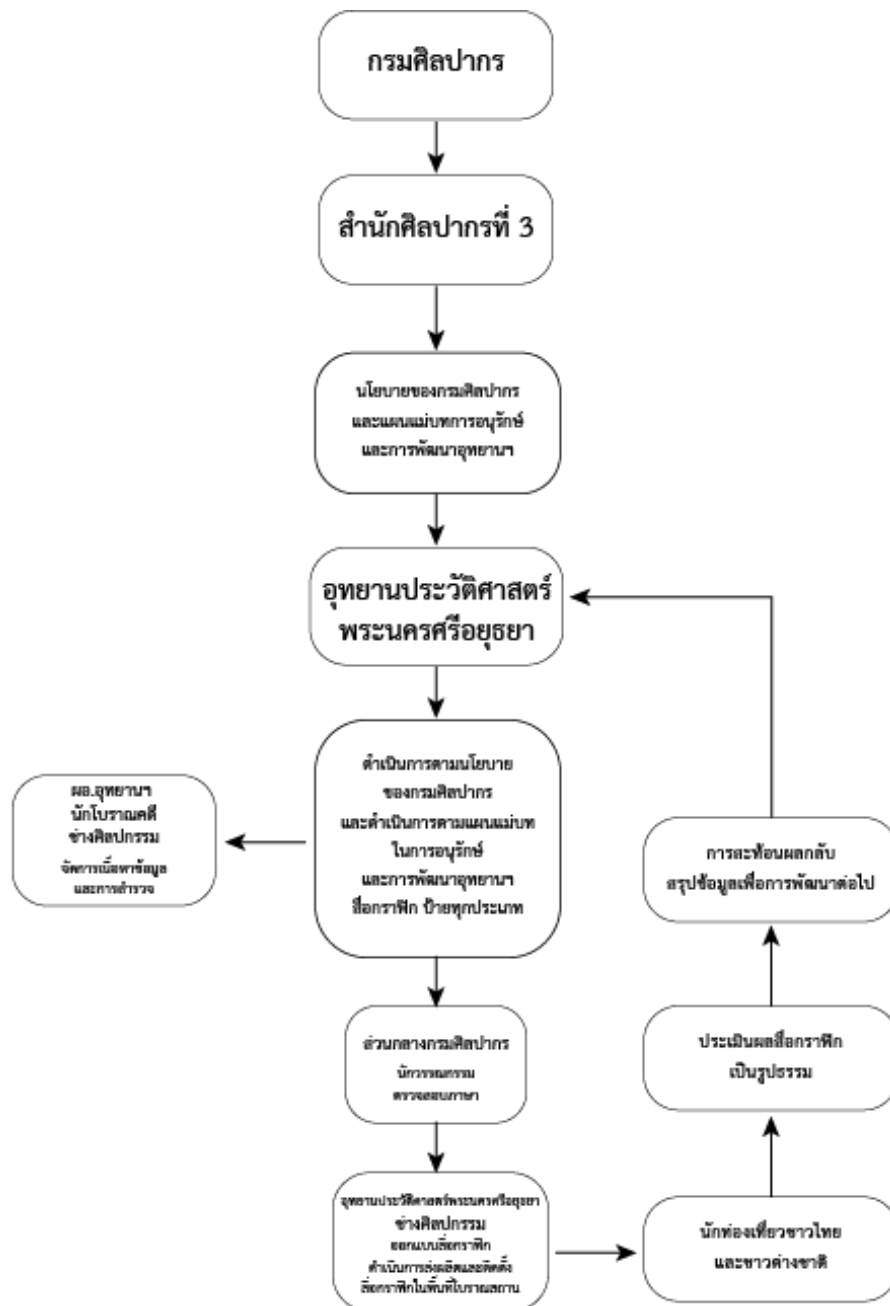 กรมศิลปากร
สำนักศิลปากรที่ 3
นโยบายของกรมศิลปากร
และแผนแม่บทการอนุรักษ์
และการพัฒนาอุทยานฯ
อุทยานประวัติศาสตร์
พระนครศรีอยุธยา
ดำเนินการตามนโยบาย
ของกรมศิลปากร
และดำเนินการตามแผนแม่บท
ในการอนุรักษ์
และการพัฒนาอุทยานฯ
สื่อกราฟิก ป้ายทุกประเภท
ผอ.อุทยานฯ
นักโบราณคดี
ช่างศิลปกรรม
จัดการเนื้อหาข้อมูล
และการสำรวจ
ส่วนกลางกรมศิลปากร
นักวรรณกรรม
ตรวจสอบภาษา
อุทยานประวัติศาสตร์พระนครศรีอยุธยา
ช่างศิลปกรรม
ออกแบบสื่อกราฟิก
ดำเนินการส่งผลิตและติดตั้ง
สื่อกราฟิกในพื้นที่โบราณสถาน
นักท่องเที่ยวชาวไทย
และชาวต่างชาติ
ประเมินผลสื่อกราฟิก
เป็นรูปธรรม
การสะท้อนผลกลับ
สรุปข้อมูลเพื่อการพัฒนาต่อไป